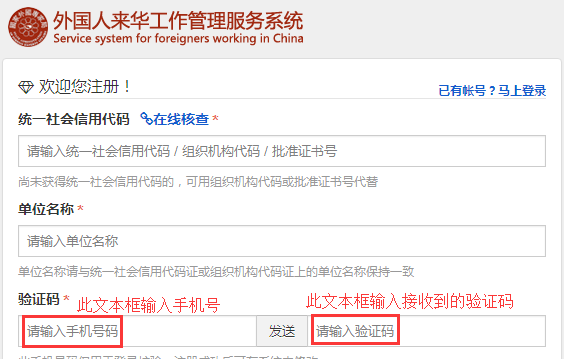 外国人来华工作管理服务系统
Service system for foreigners working in China
欢迎您注册！
已有帐号？马上登录
统一社会信用代码 在线核查 *
请输入统一社会信用代码 / 组织机构代码 / 批准证书号
尚未获得统一社会信用代码的，可用组织机构代码或批准证书号代替
单位名称 *
请输入单位名称
单位名称请与统一社会信用代码证或组织机构代码证上的单位名称保持一致
验证码 * 此文本框输入手机号 此文本框输入接收到的验证码
请输入手机号码 发送 请输入验证码